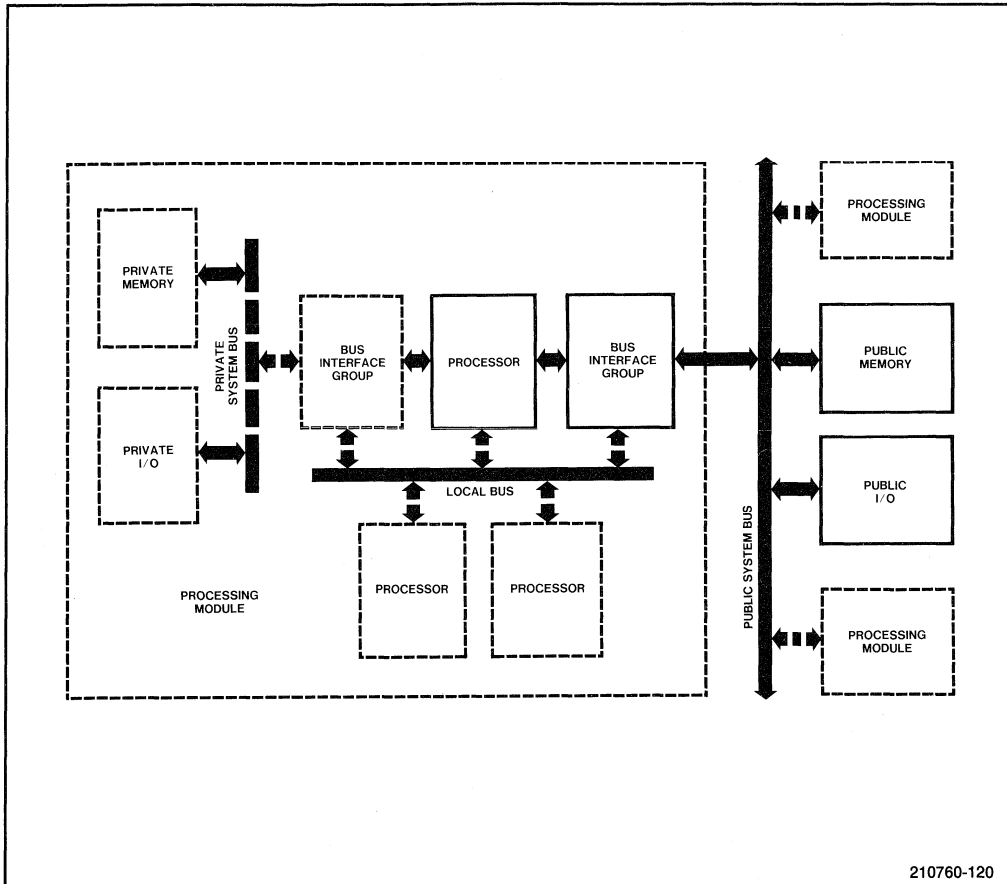 PROCESSING
MODULE
PRIVATE
MEMORY
PRIVATE
SYSTEM BUS
BUS
INTERFACE
GROUP
PROCESSOR
BUS
INTERFACE
GROUP
PUBLIC
MEMORY
PRIVATE
I/O
LOCAL BUS
PUBLIC
I/O
PUBLIC SYSTEM BUS
PROCESSOR
PROCESSOR
PROCESSING
MODULE
PROCESSING
MODULE
210760-120